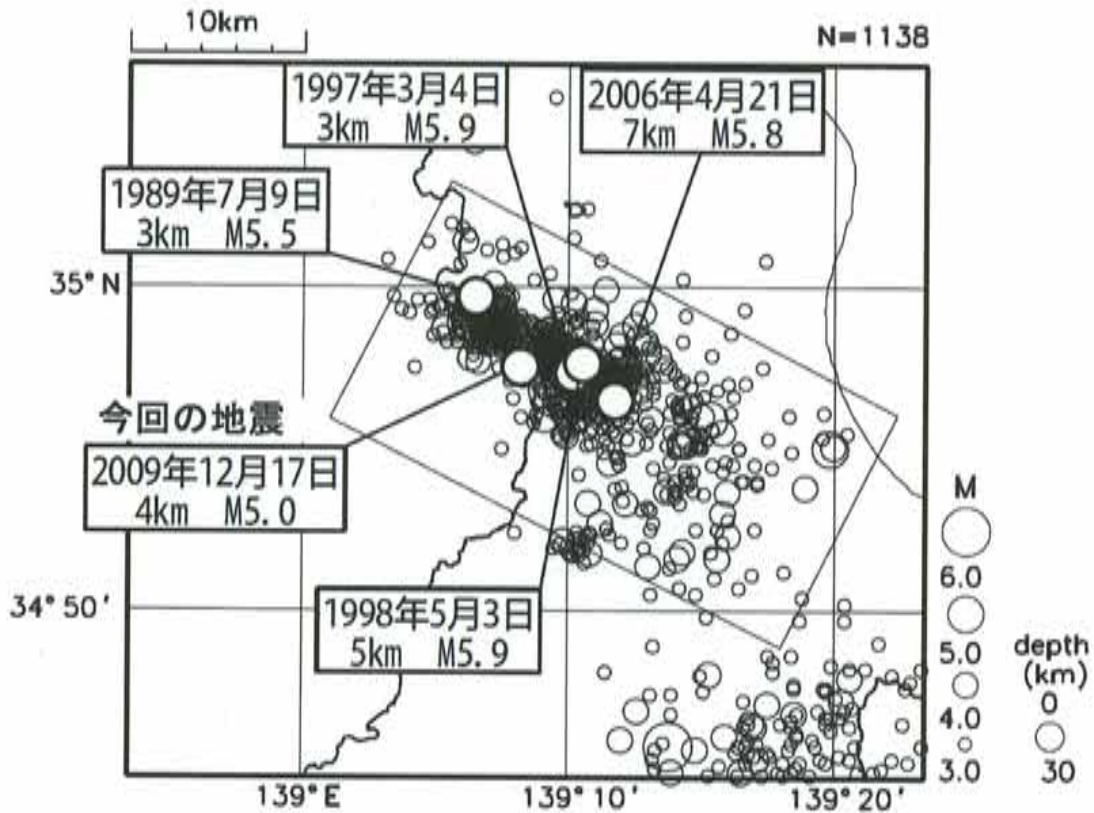 10km
N=1138
1997年3月4日
3km M5.9
2006年4月21日
7km M5.8
1989年7月9日
3km M5.5
35°N
今回の地震
2009年12月17日
4km M5.0
1998年5月3日
5km M5.9
34°50′
139°E
139°10′
139°20′
M
6.0
5.0
4.0
3.0
depth
(km)
0
30